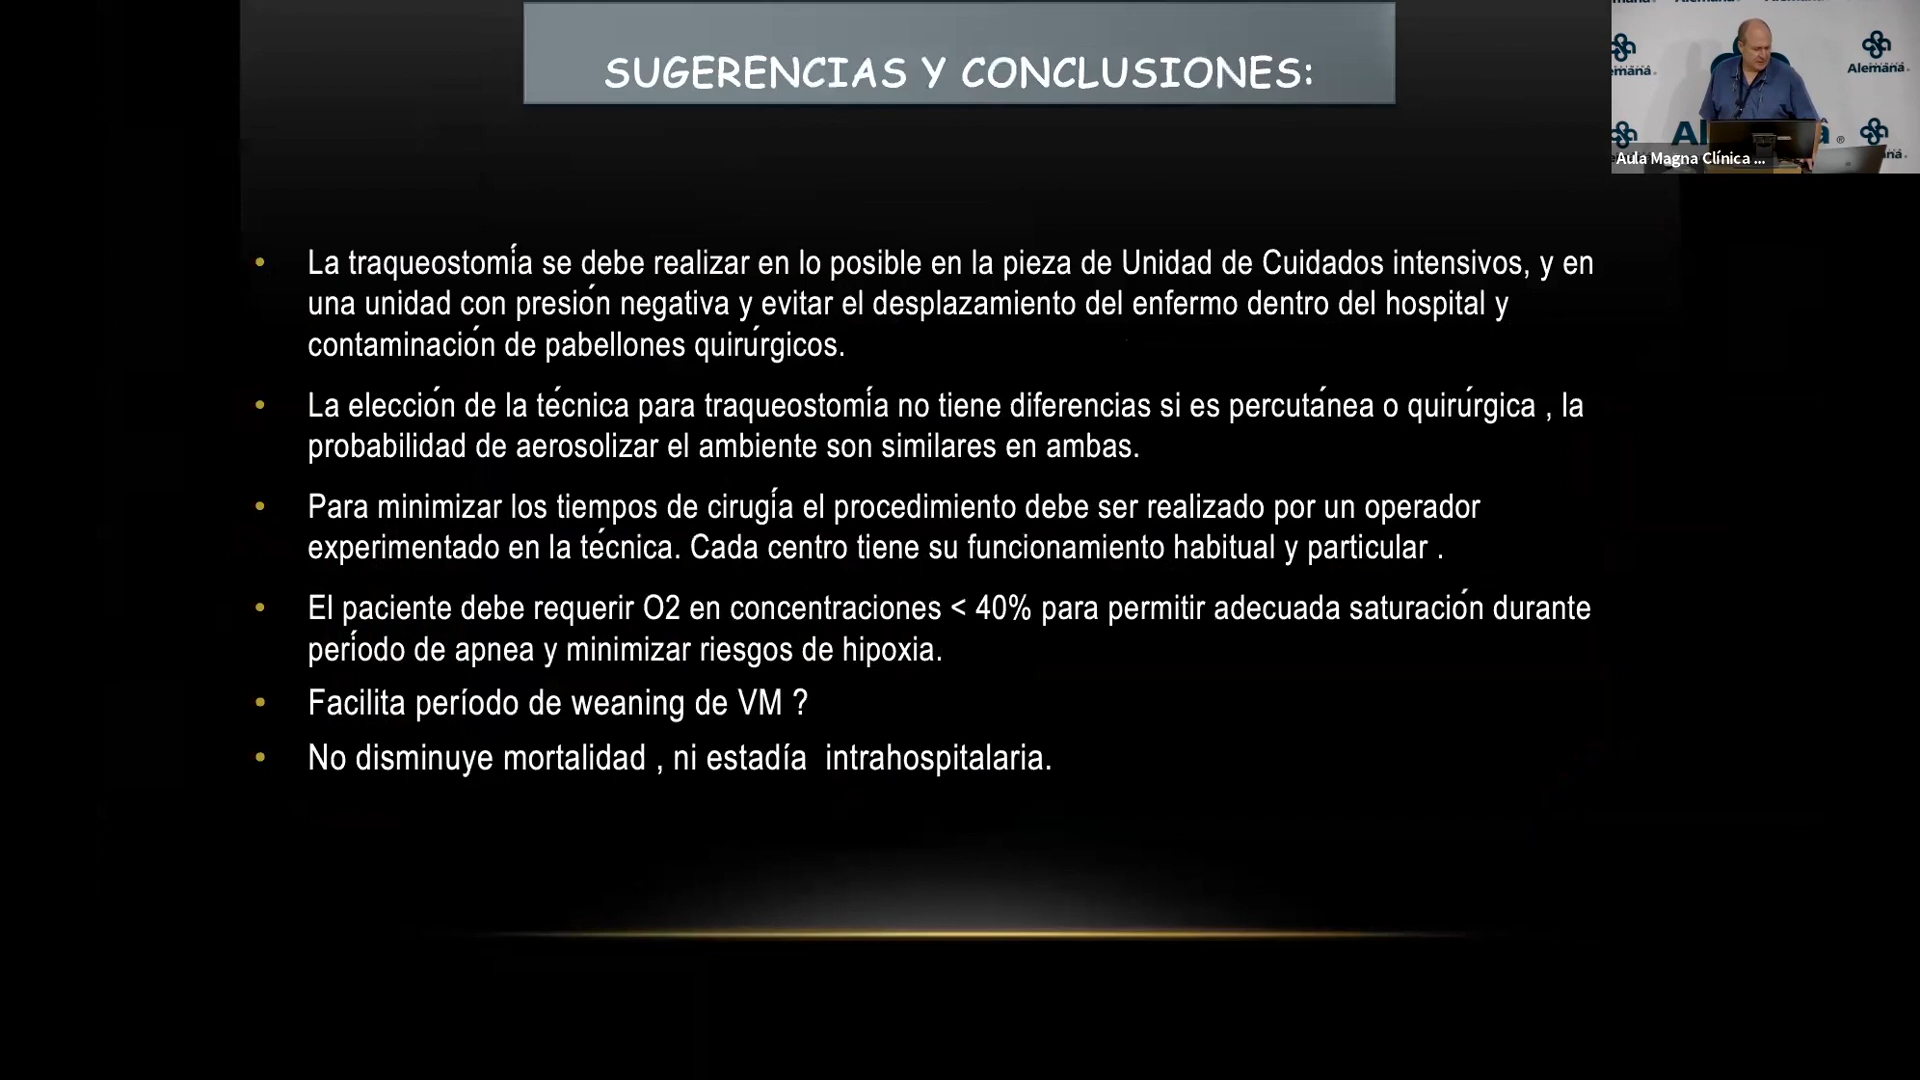 SUGERENCIAS Y CONCLUSIONES:
Alemana
Aula Magna Clínica ...
• La traqueostomía se debe realizar en lo posible en la pieza de Unidad de Cuidados intensivos, y en
una unidad con presión negativa y evitar el desplazamiento del enfermo dentro del hospital y
contaminación de pabellones quirúrgicos.
• La elección de la técnica para traqueostomía no tiene diferencias si es percutánea o quirúrgica , la
probabilidad de aerosolizar el ambiente son similares en ambas.
• Para minimizar los tiempos de cirugía el procedimiento debe ser realizado por un operador
experimentado en la técnica. Cada centro tiene su funcionamiento habitual y particular .
• El paciente debe requerir O2 en concentraciones < 40% para permitir adecuada saturación durante
período de apnea y minimizar riesgos de hipoxia.
• Facilita período de weaning de VM ?
• No disminuye mortalidad , ni estadía intrahospitalaria.